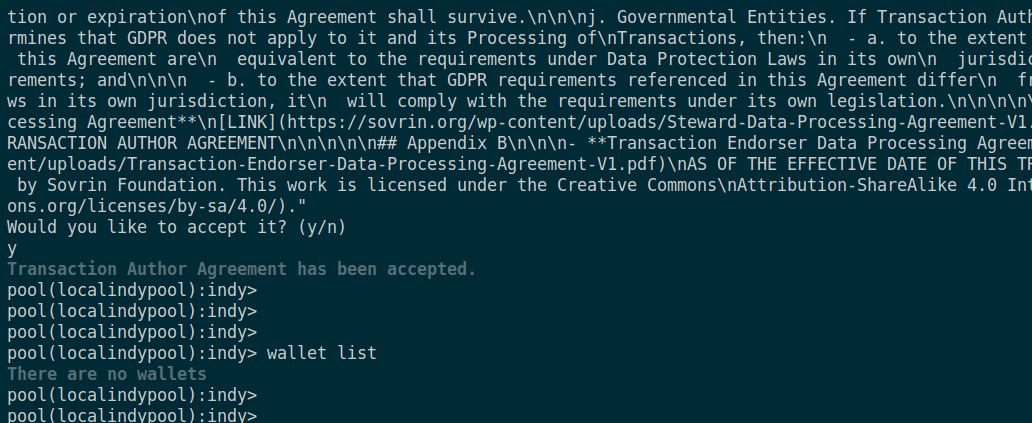 tion or expiration\nof this Agreement shall survive.\n\n\nj. Governmental Entities. If Transaction Auth
rmines that GDPR does not apply to it and its Processing of\nTransactions, then:\n  - a. to the extent
 this Agreement are\n  equivalent to the requirements under Data Protection Laws in its own\n  jurisdic
rements; and\n\n\n  - b. to the extent that GDPR requirements referenced in this Agreement differ\n  fr
ws in its own jurisdiction, it\n  will comply with the requirements under its own legislation.\n\n\n\n\
cessing Agreement**\n[LINK](https://sovrin.org/wp-content/uploads/Steward-Data-Processing-Agreement-V1.
RANSACTION AUTHOR AGREEMENT\n\n\n\n\n## Appendix B\n\n\n- **Transaction Endorser Data Processing Agreem
ent/uploads/Transaction-Endorser-Data-Processing-Agreement-V1.pdf)\nAS OF THE EFFECTIVE DATE OF THIS TR
 by Sovrin Foundation. This work is licensed under the Creative Commons\nAttribution-ShareAlike 4.0 Int
ons.org/licenses/by-sa/4.0/)."
Would you like to accept it? (y/n)
y
Transaction Author Agreement has been accepted.
pool(localindypool):indy>
pool(localindypool):indy>
pool(localindypool):indy>
pool(localindypool):indy> wallet list
There are no wallets
pool(localindypool):indy>
pool(localindypool):indy>